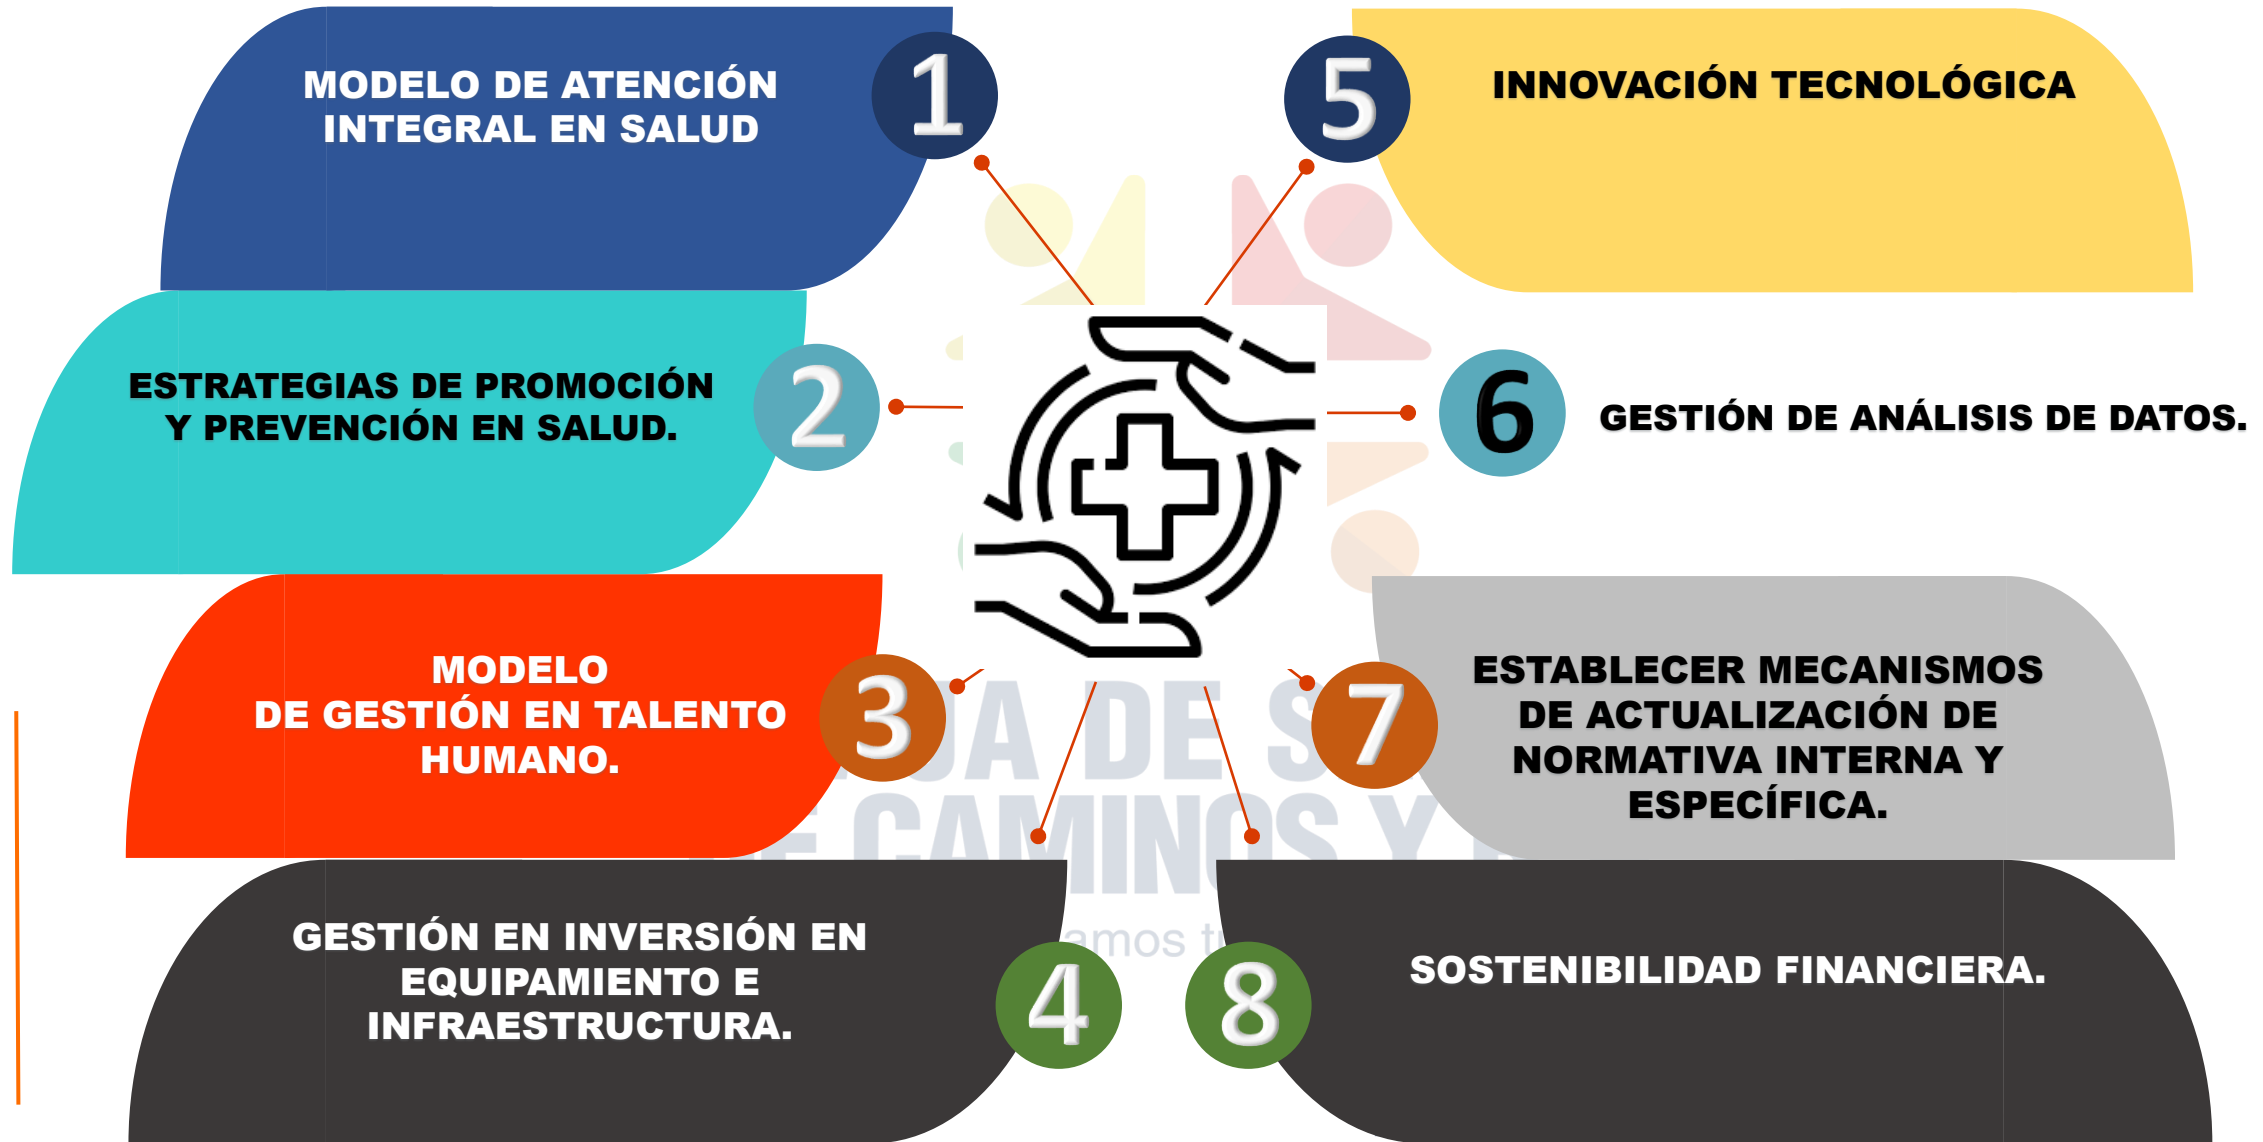 1
MODELO DE ATENCIÓN
INTEGRAL EN SALUD
2
ESTRATEGIAS DE PROMOCIÓN
Y PREVENCIÓN EN SALUD.
3
MODELO
DE GESTIÓN EN TALENTO
HUMANO.
4
GESTIÓN EN INVERSIÓN EN
EQUIPAMIENTO E
INFRAESTRUCTURA.
5
INNOVACIÓN TECNOLÓGICA
6
GESTIÓN DE ANÁLISIS DE DATOS.
7
ESTABLECER MECANISMOS
DE ACTUALIZACIÓN DE
NORMATIVA INTERNA Y
ESPECÍFICA.
8
SOSTENIBILIDAD FINANCIERA.
DE
CAMINOS Y